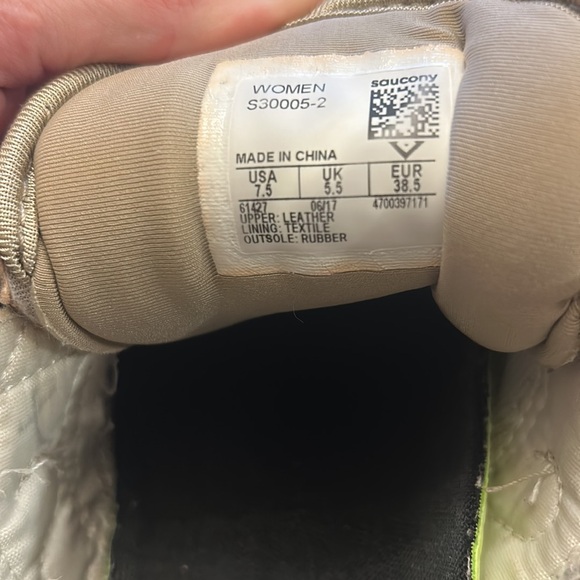 WOMEN
S30005-2
saucony
MADE IN CHINA
USA UK EUR
7.5 5.5 38.5
61427 06/17 4700397171
UPPER: LEATHER
LINING: TEXTILE
OUTSOLE: RUBBER